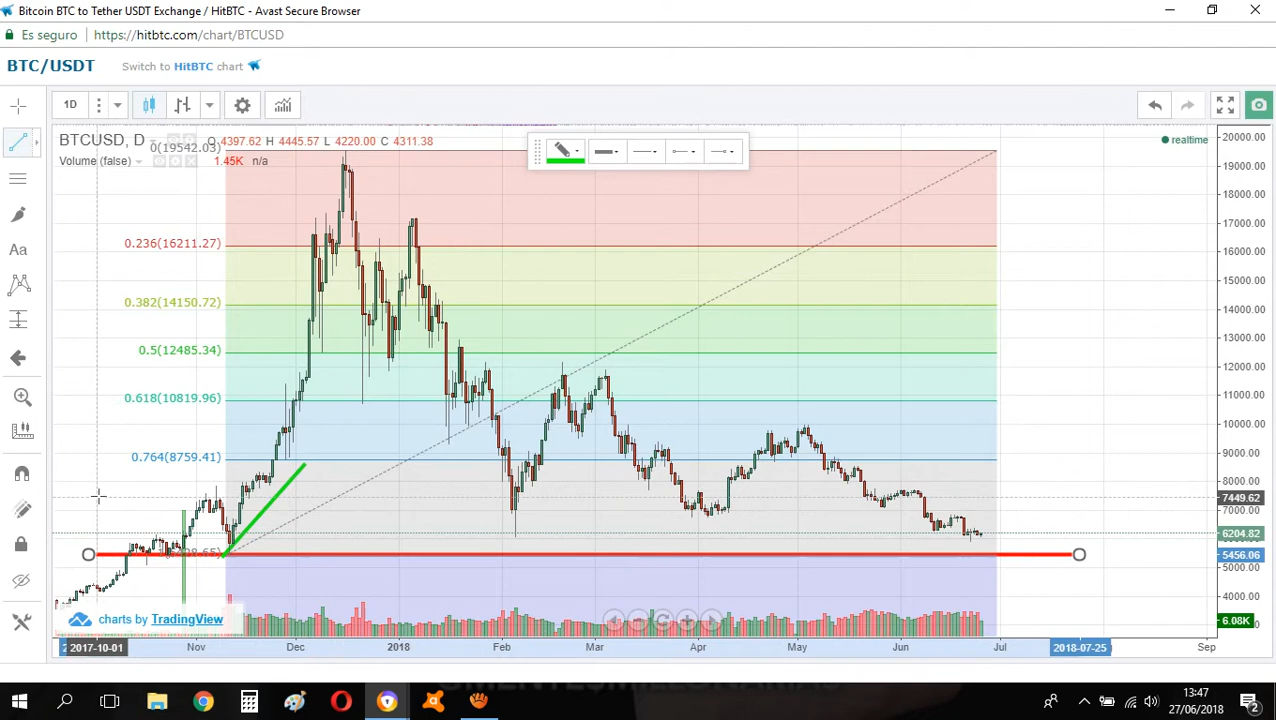 Bitcoin BTC to Tether USDT Exchange / HitBTC - Avast Secure Browser
Es seguro https://hitbtc.com/chart/BTCUSD
BTC/USDT Switch to HitBTC chart
1D
BTCUSD, D O 4397.62 H 4445.57 L 4220.00 C 4311.38
0(19542.03)
Volume (false) 1.45K n/a
realtime
Aa
0.236(16211.27)
0.382(14150.72)
0.5(12485.34)
0.618(10819.96)
0.764(8759.41)
20000.00
19000.00
18000.00
17000.00
16000.00
15000.00
14000.00
13000.00
12000.00
11000.00
10000.00
9000.00
8000.00
7449.62
7000.00
6204.82
5456.06
5000.00
4000.00
6.08K
charts by TradingView
2017-10-01 Nov Dec 2018 Feb Mar Apr May Jun Jul 2018-07-25 Sep
13:47
27/06/2018
2